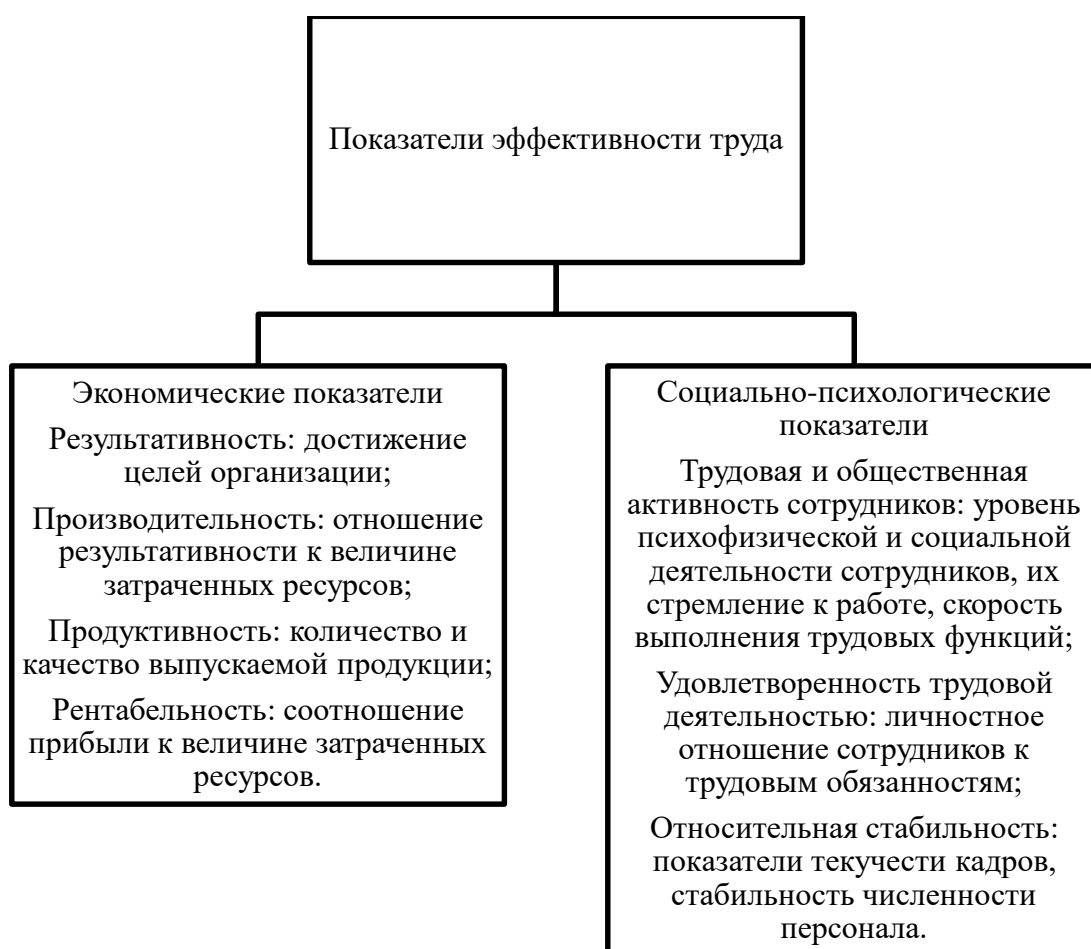 Показатели эффективности труда
Экономические показатели
Результативность: достижение
целей организации;
Производительность: отношение
результативности к величине
затраченных ресурсов;
Продуктивность: количество и
качество выпускаемой продукции;
Рентабельность: соотношение
прибыли к величине затраченных
ресурсов.
Социально-психологические
показатели
Трудовая и общественная
активность сотрудников: уровень
психофизической и социальной
деятельности сотрудников, их
стремление к работе, скорость
выполнения трудовых функций;
Удовлетворенность трудовой
деятельностью: личностное
отношение сотрудников к
трудовым обязанностям;
Относительная стабильность:
показатели текучести кадров,
стабильность численности
персонала.